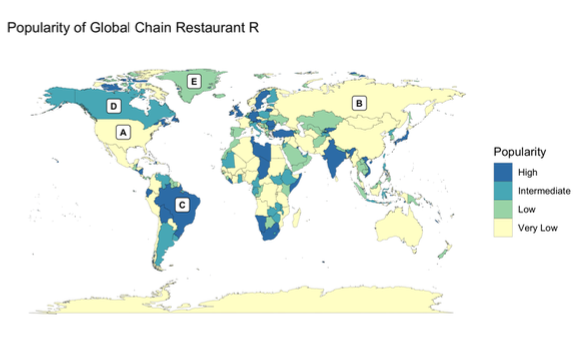 Popularity of Global Chain Restaurant R
E
D
B
A
C
Popularity
High
Intermediate
Low
Very Low